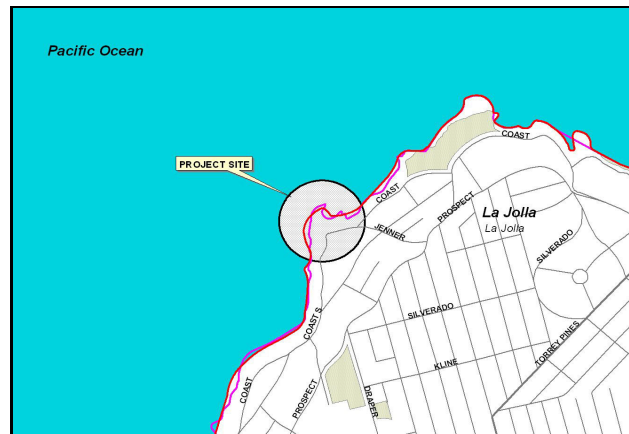 Pacific Ocean
COAST
PROJECT SITE
COAST
PROSPECT
La Jolla
La Jolla
JENNER
SILVERADO
COAST S
SILVERADO
TORREY PINES
KLINE
COAST
PROSPECT
DRAPER